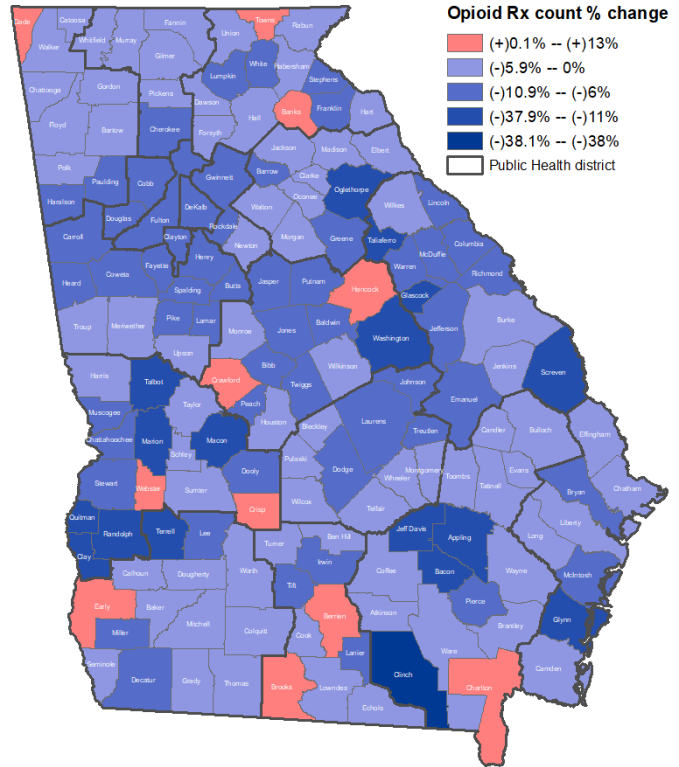 Opioid Rx count % change
(+)0.1% -- (+)13%
(-)5.9% -- 0%
(-)10.9% -- (-)6%
(-)37.9% -- (-)11%
(-)38.1% -- (-)38%
Public Health district
Dade
Catoosa
Fannin
Towns
Rabun
Walker
Whitfield
Murray
Union
Gilmer
White
Habersham
Lumpkin
Stephens
Chattooga
Gordon
Pickens
Dawson
Banks
Franklin
Hart
Floyd
Bartow
Cherokee
Forsyth
Hall
Jackson
Madison
Elbert
Polk
Paulding
Cobb
Gwinnett
Barrow
Clarke
Oglethorpe
Haralson
Douglas
Fulton
DeKalb
Rockdale
Walton
Oconee
Wilkes
Lincoln
Carroll
Clayton
Newton
Morgan
Greene
Taliaferro
Columbia
McDuffie
Warren
Richmond
Heard
Coweta
Fayette
Henry
Spalding
Butts
Jasper
Putnam
Hancock
Glascock
Troup
Meriwether
Pike
Lamar
Monroe
Jones
Baldwin
Washington
Jefferson
Burke
Upson
Harris
Talbot
Crawford
Bibb
Wilkinson
Jenkins
Screven
Taylor
Peach
Twiggs
Johnson
Emanuel
Muscogee
Chattahoochee
Marion
Macon
Houston
Bleckley
Laurens
Treutlen
Candler
Bulloch
Effingham
Schley
Stewart
Webster
Sumter
Dooly
Pulaski
Dodge
Wheeler
Montgomery
Toombs
Tattnall
Evans
Bryan
Chatham
Quitman
Randolph
Terrell
Lee
Crisp
Wilcox
Telfair
Jeff Davis
Appling
Long
Liberty
Clay
Calhoun
Dougherty
Worth
Turner
Ben Hill
Irwin
Coffee
Bacon
Wayne
McIntosh
Early
Baker
Mitchell
Tift
Berrien
Atkinson
Pierce
Brantley
Glynn
Miller
Colquitt
Cook
Lanier
Ware
Camden
Seminole
Decatur
Grady
Thomas
Brooks
Lowndes
Echols
Clinch
Charlton